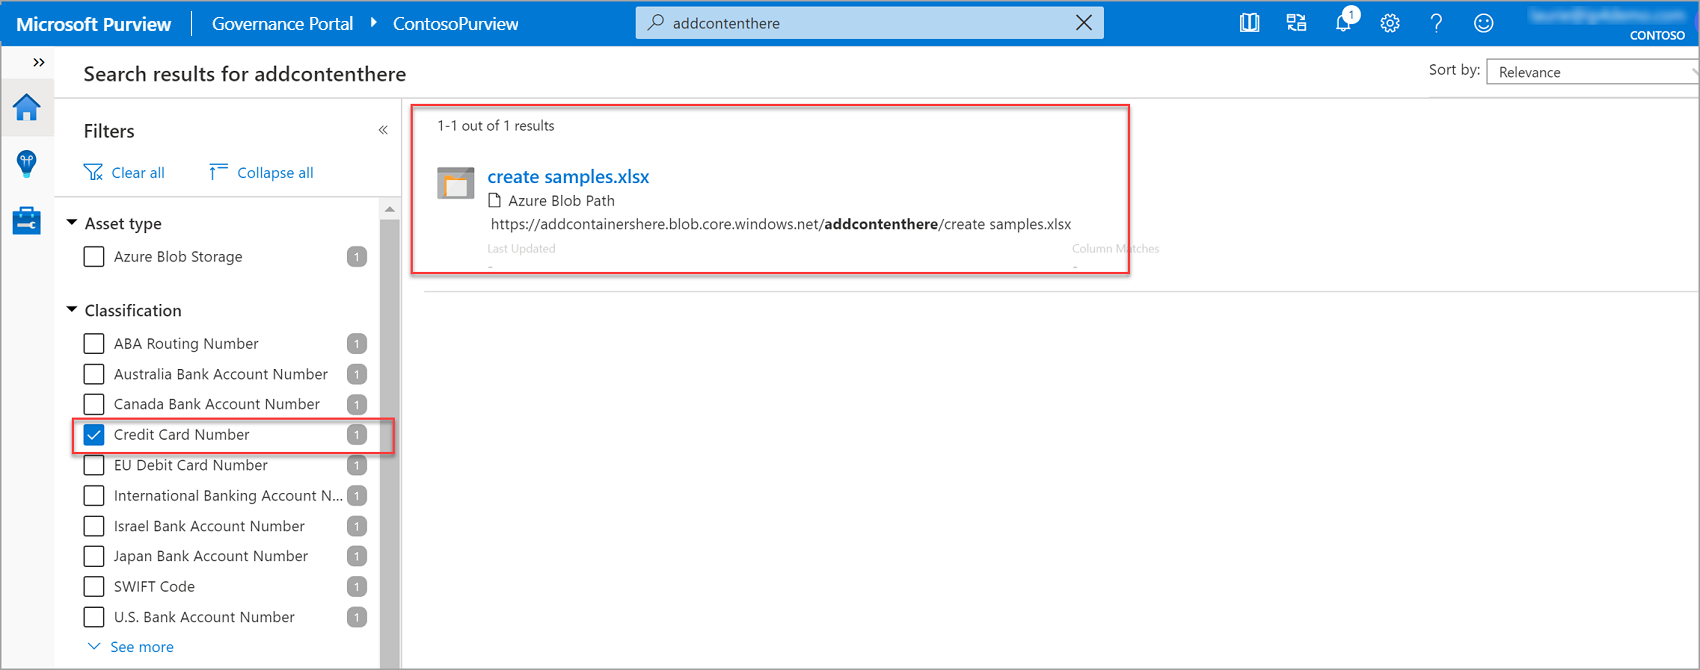 Microsoft Purview
Governance Portal
ContosoPurview
addcontenthere
1
CONTOSO
Search results for addcontenthere
Sort by:
Relevance
Filters
Clear all
Collapse all
Asset type
Azure Blob Storage 1
Classification
ABA Routing Number 1
Australia Bank Account Number 1
Canada Bank Account Number 1
Credit Card Number 1
EU Debit Card Number 1
International Banking Account N... 1
Israel Bank Account Number 1
Japan Bank Account Number 1
SWIFT Code 1
U.S. Bank Account Number 1
See more
1-1 out of 1 results
create samples.xlsx
Azure Blob Path
https://addcontainershere.blob.core.windows.net/addcontenthere/create samples.xlsx
Last Updated
Column Matches
-
-